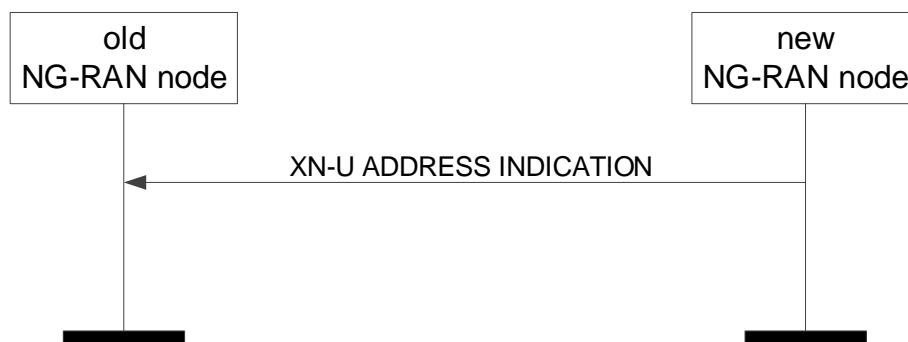 old
NG-RAN node
new
NG-RAN node
XN-U ADDRESS INDICATION